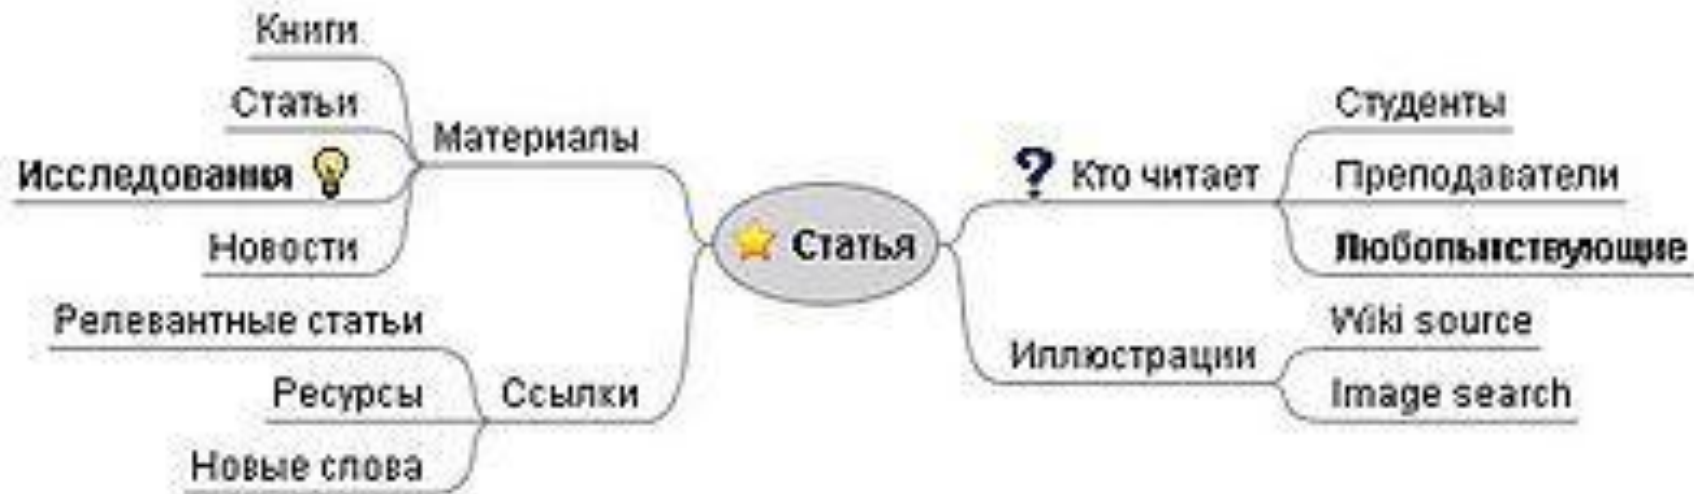 Книги
Статьи
Исследования
Новости
Материалы
Релевантные статьи
Ресурсы
Новые слова
Ссылки
Статья
Кто читает
Студенты
Преподаватели
Любопытствующие
Иллюстрации
Wiki source
Image search